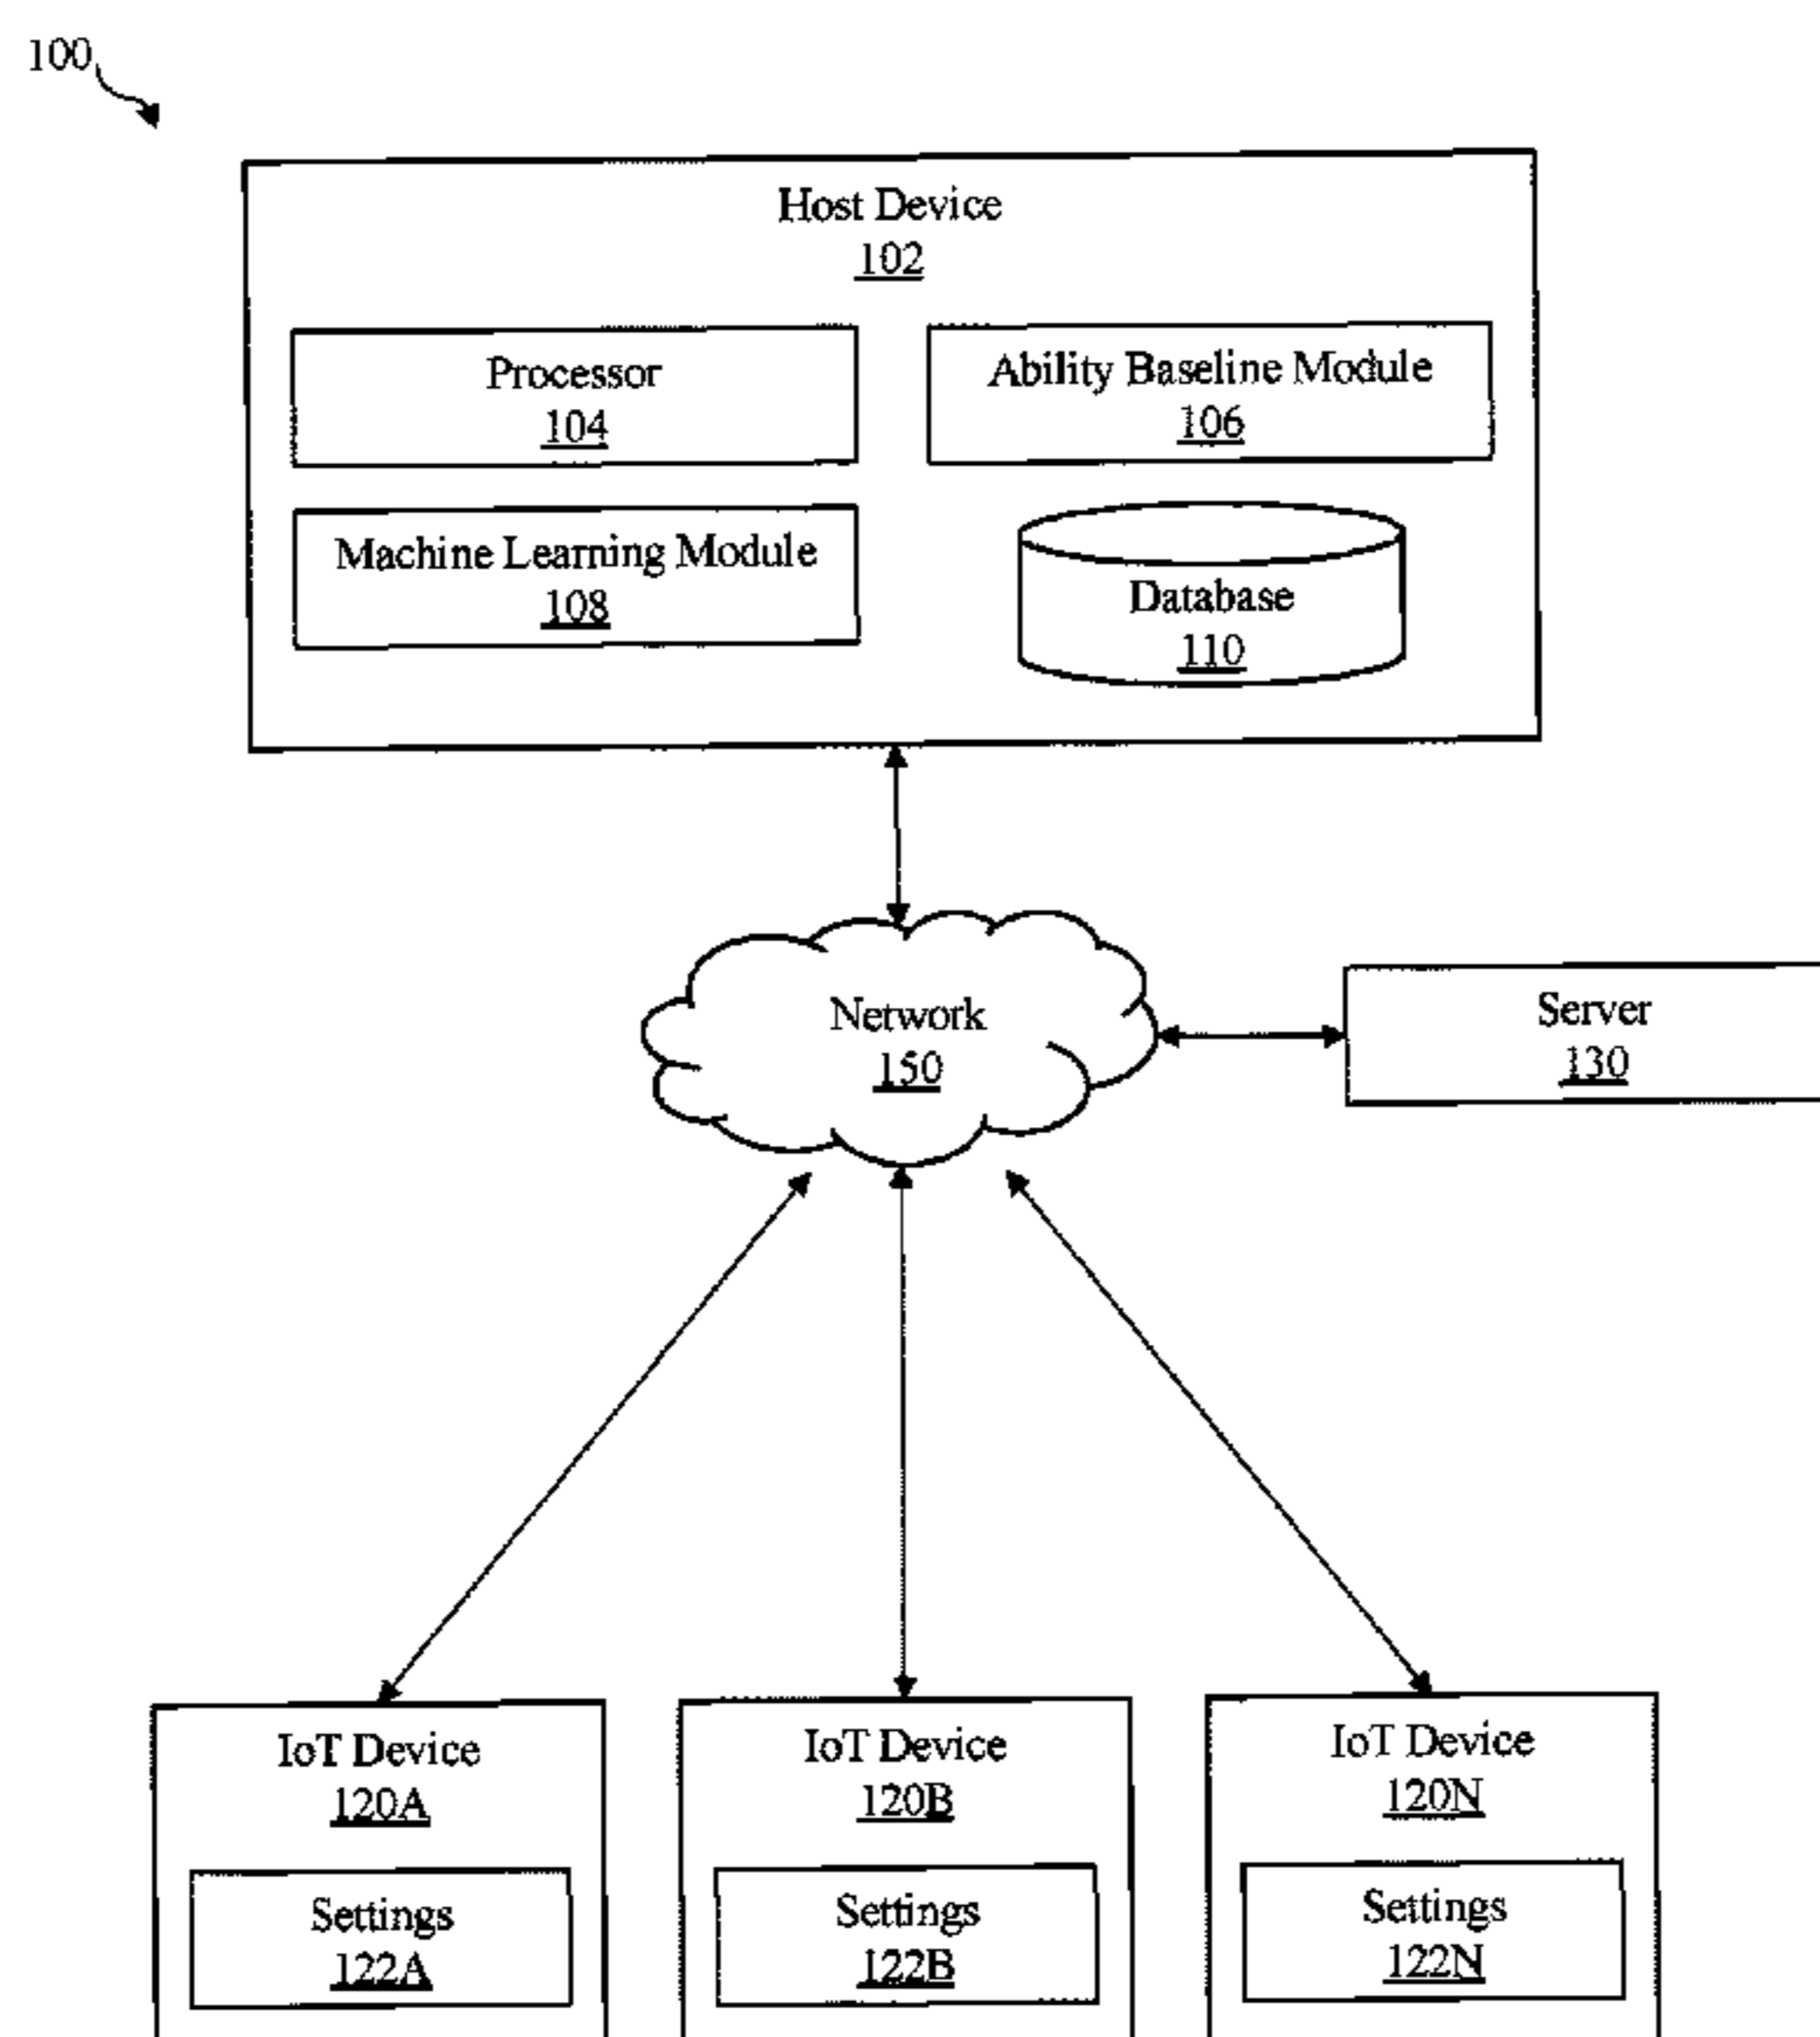 100
Host Device
102
Processor
104
Ability Baseline Module
106
Machine Learning Module
108
Database
110
Network
150
Server
130
IoT Device
120A
Settings
122A
IoT Device
120B
Settings
122B
IoT Device
120N
Settings
122N